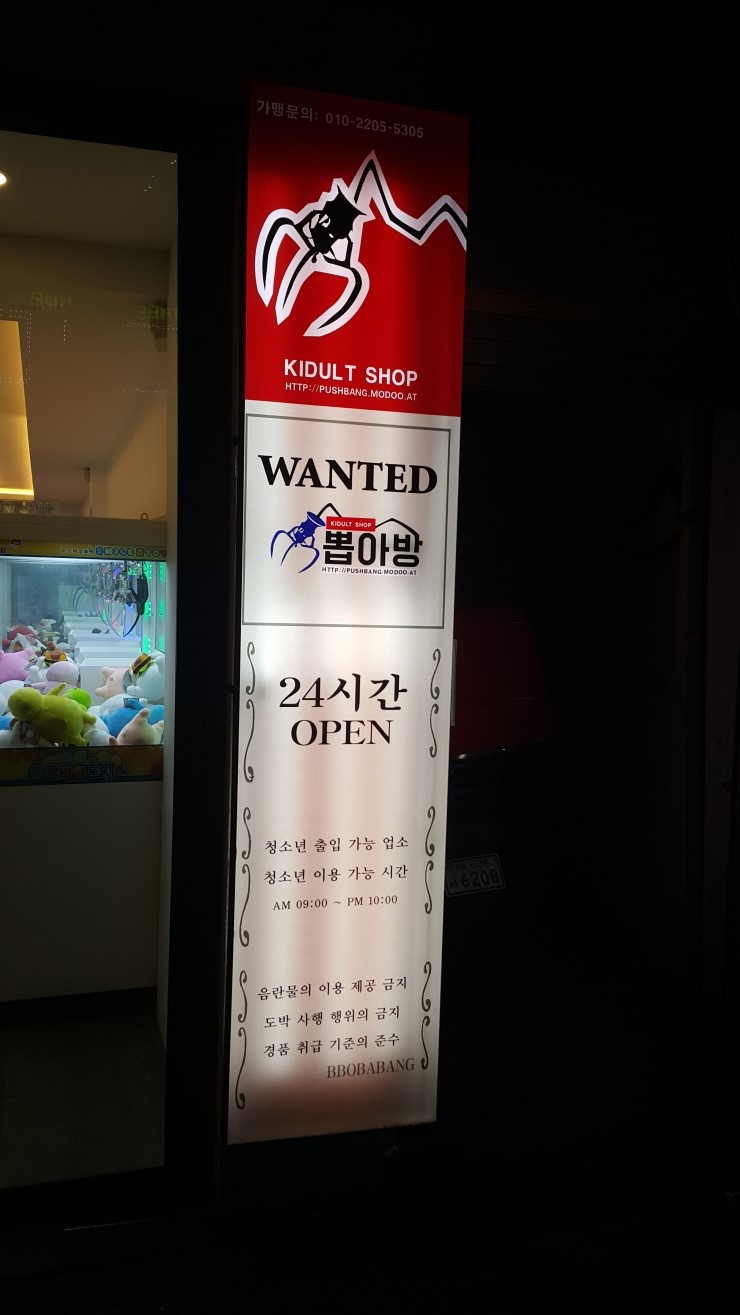 가맹문의: 010-2205-5305
KIDULT SHOP
HTTP://PUSHBANG.MODOO.AT
WANTED
KIDULT SHOP
뽑아방
HTTP://PUSHBANG.MODOO.AT
24시간
OPEN
청소년 출입 가능 업소
청소년 이용 가능 시간
AM 09:00 ~ PM 10:00
음란물의 이용 제공 금지
도박 사행 행위의 금지
경품 취급 기준의 준수
BBOBABANG
6208